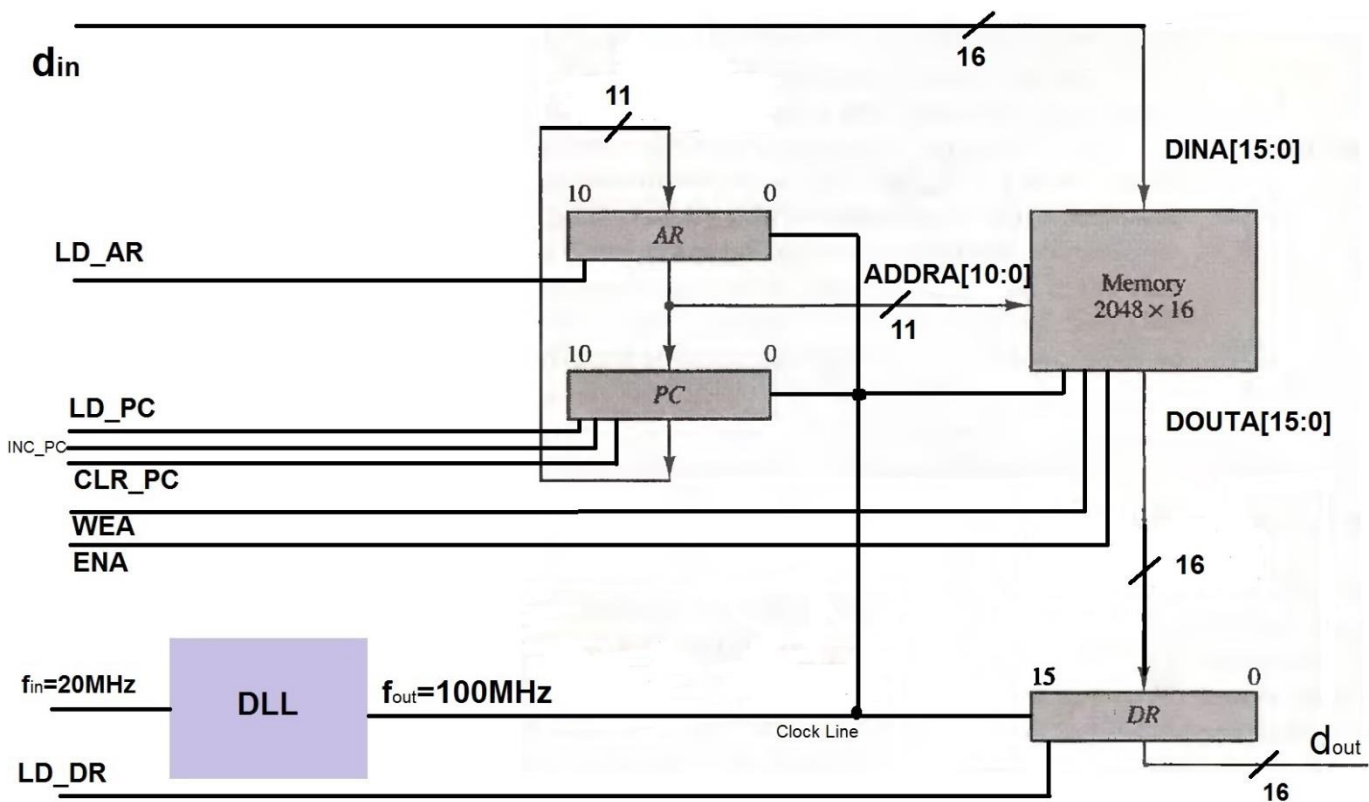 16
din
11
DINA[15:0]
10 0
AR
LD_AR
ADDRA[10:0]
Memory
2048 × 16
11
10 0
PC
LD_PC
INC_PC
CLR_PC
DOUTA[15:0]
WEA
ENA
16
fin=20MHz
DLL
fout=100MHz
Clock Line
15 0
DR
dout
LD_DR
16